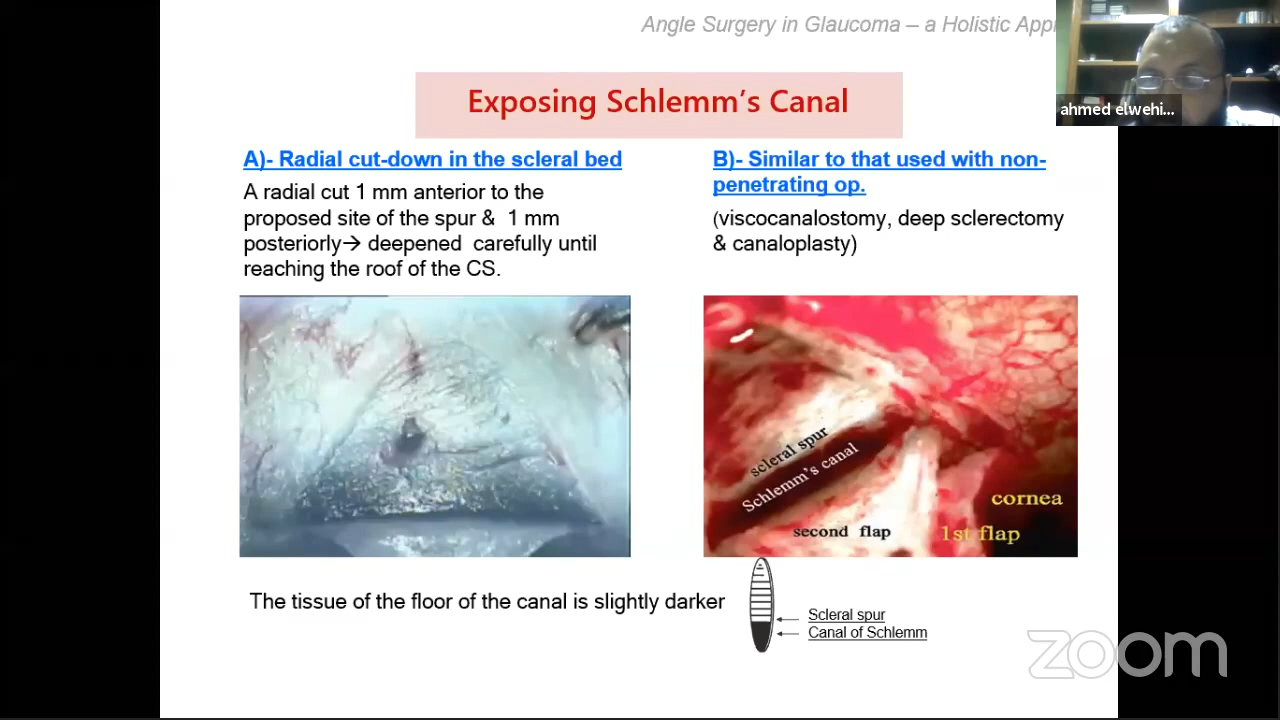 Angle Surgery in Glaucoma – a Holistic
ahmed elwehi...
Exposing Schlemm's Canal
A)- Radial cut-down in the scleral bed
A radial cut 1 mm anterior to the
proposed site of the spur & 1 mm
posteriorly→ deepened carefully until
reaching the roof of the CS.
B)- Similar to that used with non-
penetrating op.
(viscocanalostomy, deep sclerectomy
& canaloplasty)
scleral spur
Schlemm's canal
cornea
second flap
1st flap
The tissue of the floor of the canal is slightly darker
Scleral spur
Canal of Schlemm
zoom